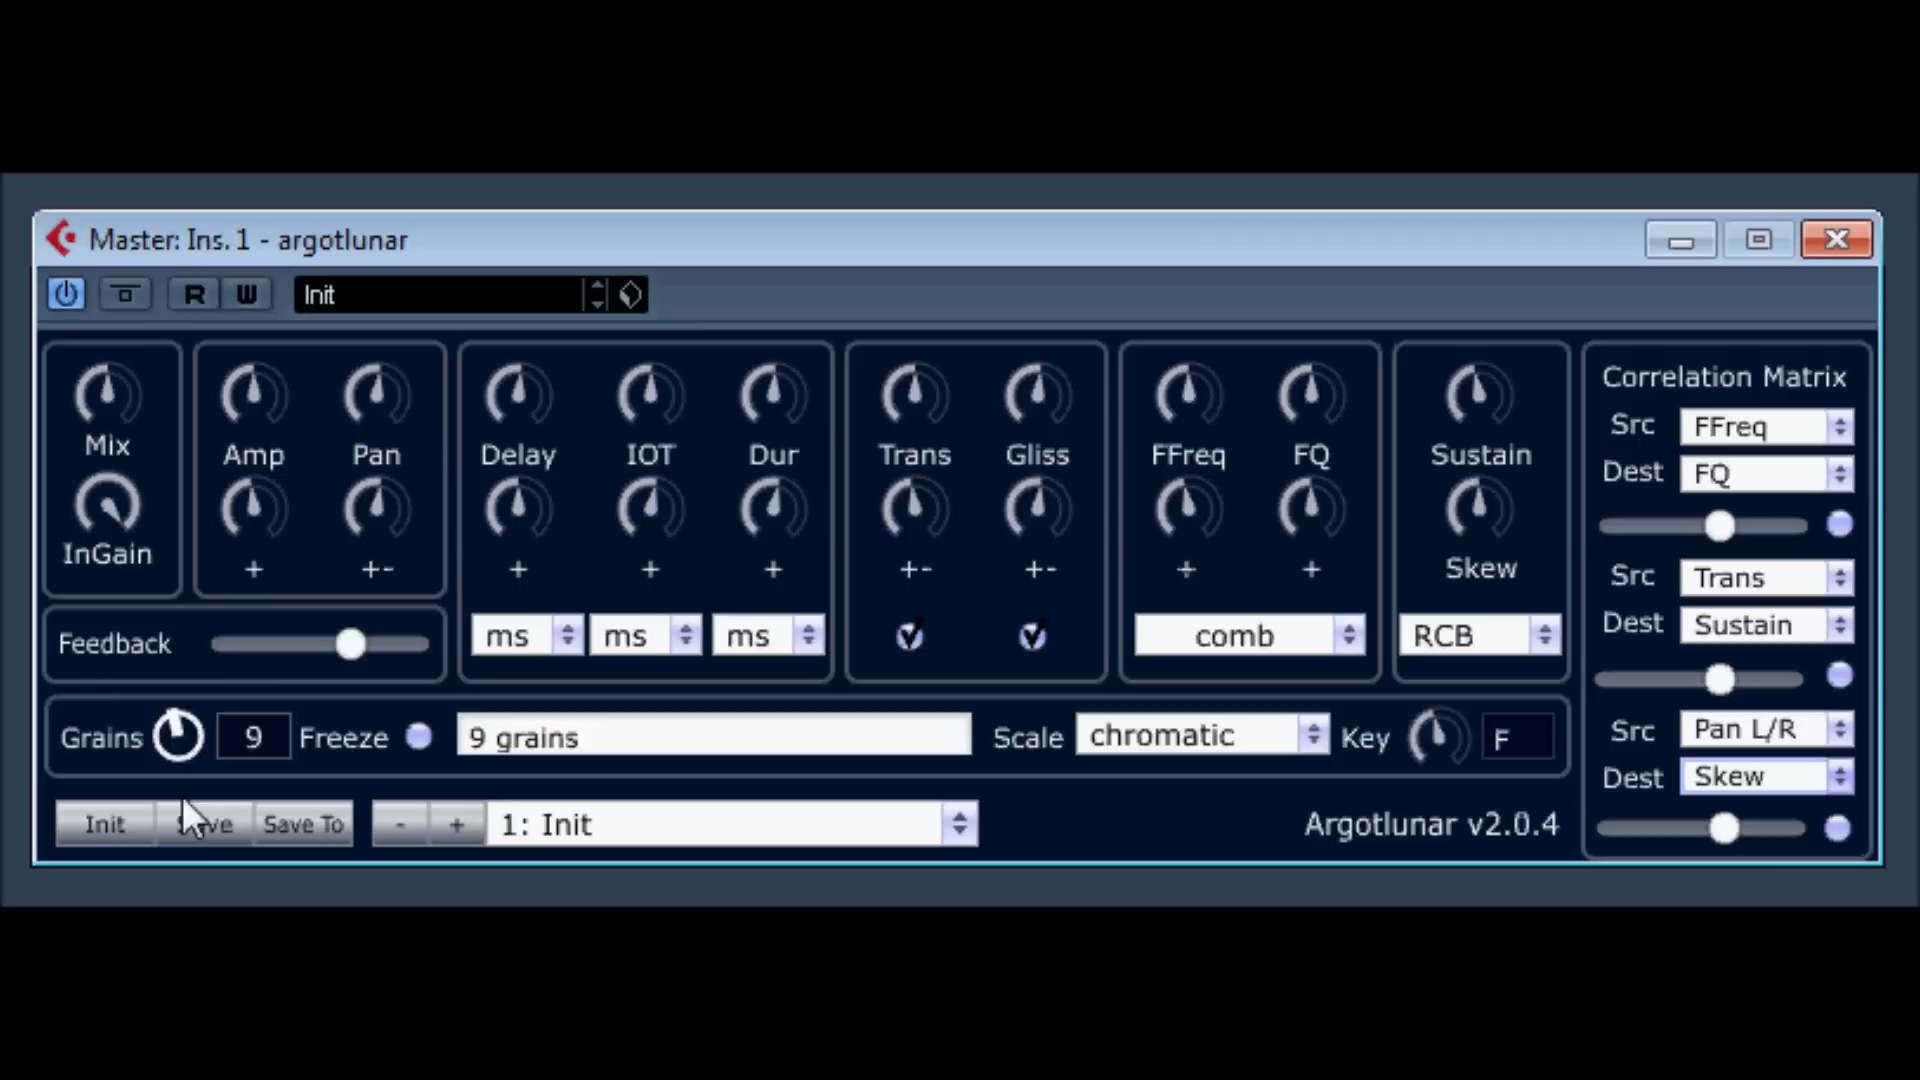 Master: Ins. 1 - argotlunar
R W Init
Mix
InGain
Amp Pan
+ +-
Feedback
Delay IOT Dur
+ + +
ms ms ms
Trans Gliss
+- +-
FFreq FQ
+ +
comb
Sustain
Skew
RCB
Correlation Matrix
Src FFreq
Dest FQ
Src Trans
Dest Sustain
Src Pan L/R
Dest Skew
Grains 9 Freeze 9 grains Scale chromatic Key F
Init Save Save To - + 1: Init Argotlunar v2.0.4